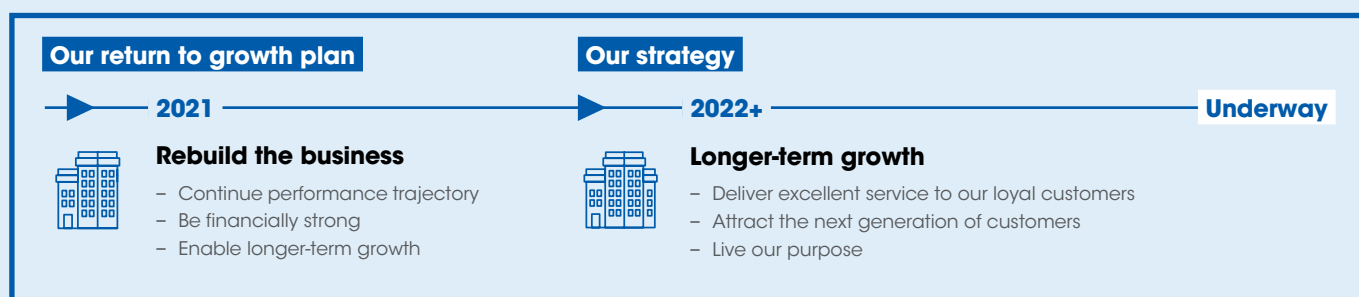 Our return to growth plan
Our strategy
2021
2022+
Underway
Rebuild the business
– Continue performance trajectory
– Be financially strong
– Enable longer-term growth
Longer-term growth
– Deliver excellent service to our loyal customers
– Attract the next generation of customers
– Live our purpose